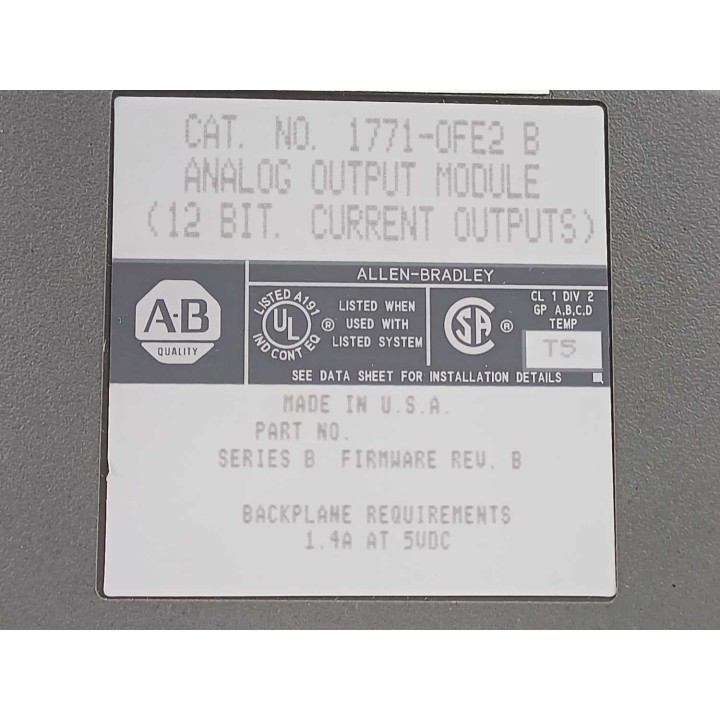 CAT. NO. 1771-OFE2 B
ANALOG OUTPUT MODULE
(12 BIT. CURRENT OUTPUTS)
ALLEN-BRADLEY
A-B
QUALITY
LISTED A191
UL
IND CONT EQ
®
LISTED WHEN
USED WITH
LISTED SYSTEM
SA
®
CL 1 DIV 2
GP A,B,C,D
TEMP
T5
SEE DATA SHEET FOR INSTALLATION DETAILS
MADE IN U.S.A.
PART NO.
SERIES B FIRMWARE REV. B
BACKPLANE REQUIREMENTS
1.4A AT 5VDC